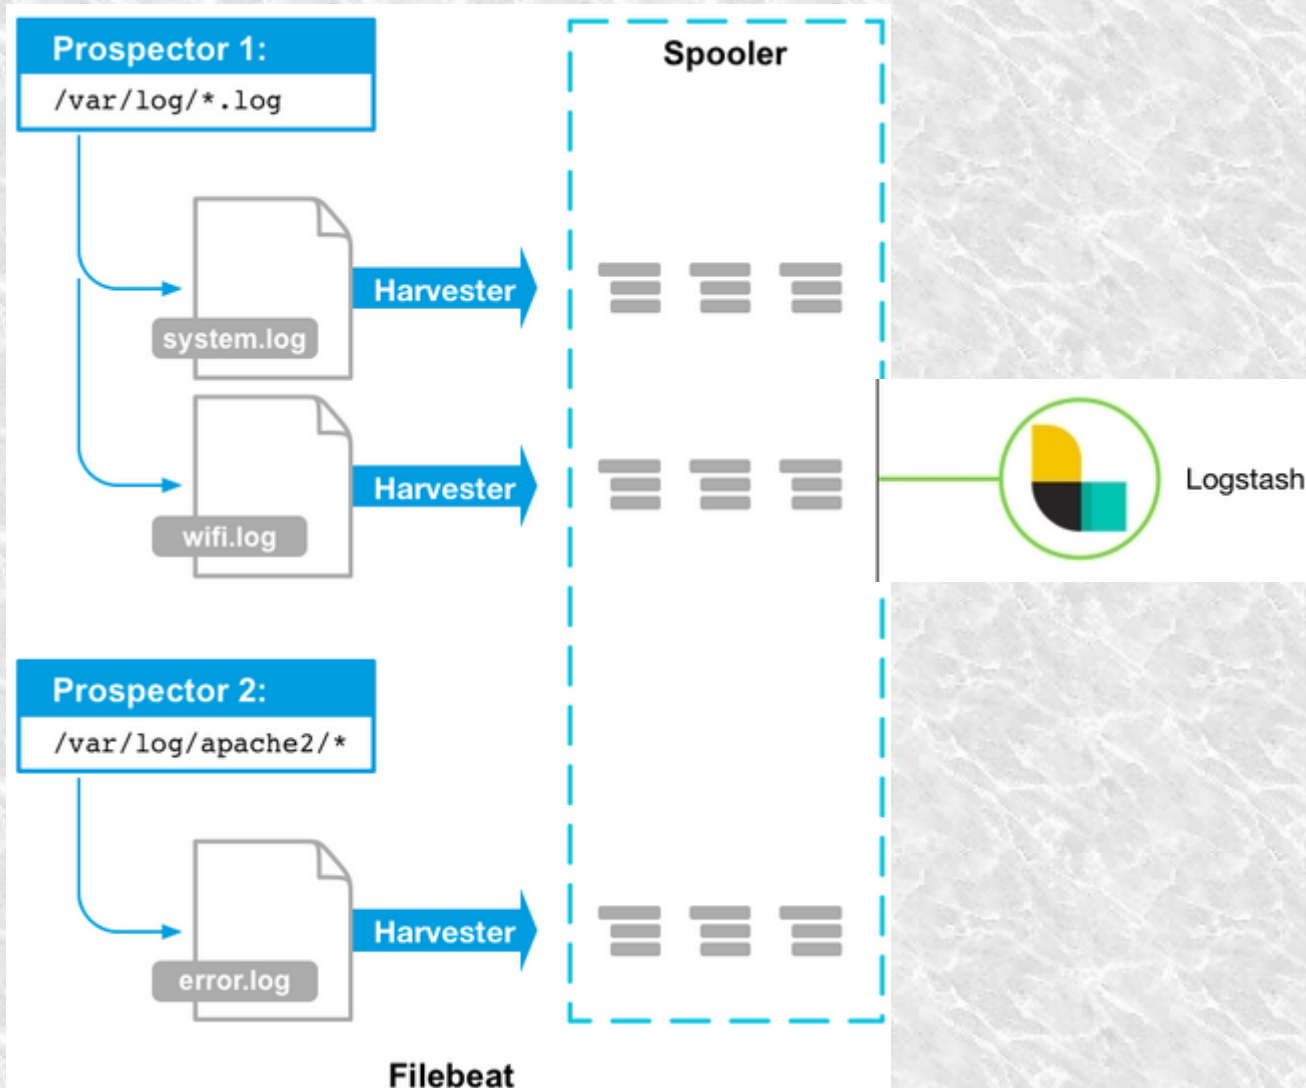 Prospector 1:
/var/log/*.log
Spooler
Harvester
system.log
Harvester
wifi.log
Logstash
Prospector 2:
/var/log/apache2/*
Harvester
error.log
Filebeat